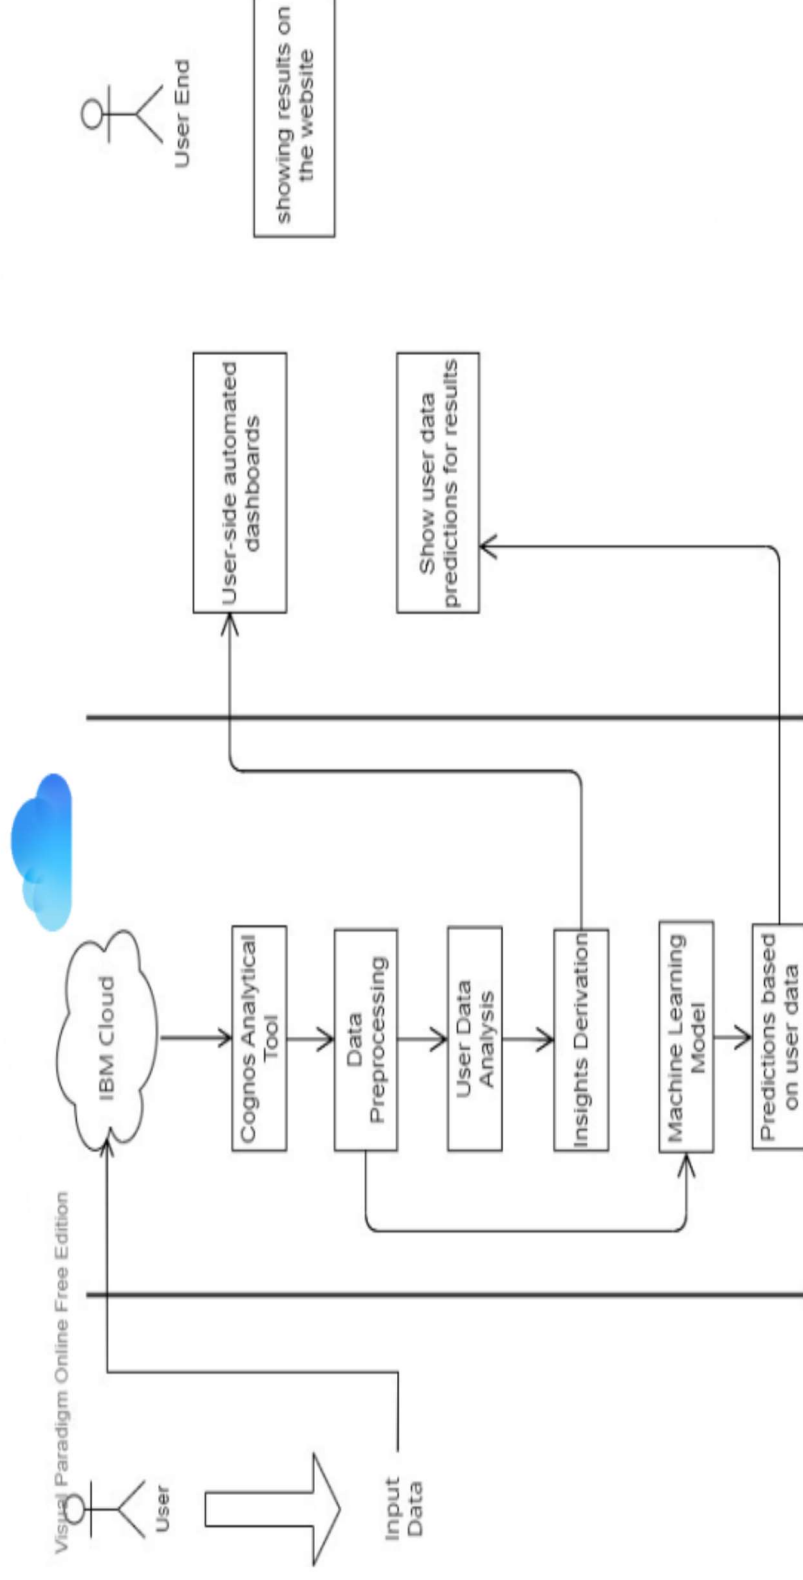 Visual Paradigm Online Free Edition
User
Input
Data
IBM Cloud
Cognos Analytical
Tool
Data
Preprocessing
User Data
Analysis
Insights Derivation
Machine Learning
Model
Predictions based
on user data
User-side automated
dashboards
Show user data
predictions for results
User End
showing results on
the website